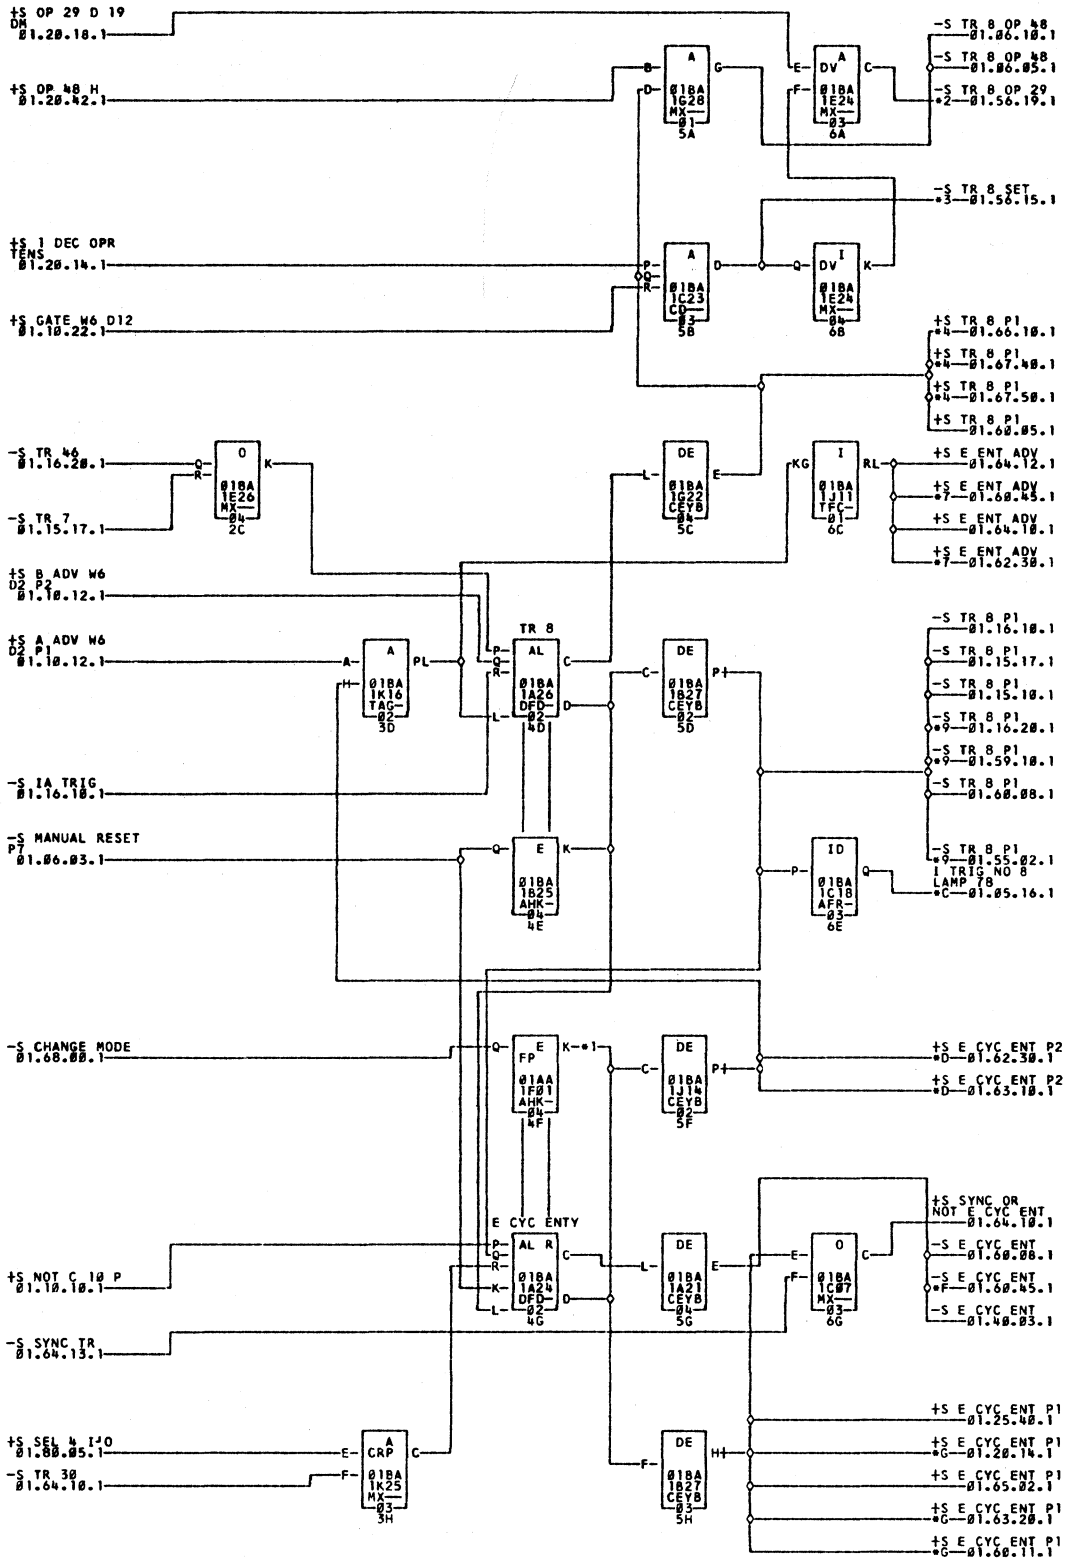 +S OP 29 D 19
DM
01.20.18.1
+S OP 48 H
01.20.42.1
+S 1 DEC OPR
TENS
01.20.14.1
+S GATE W6 D12
01.10.22.1
-S TR 46
01.16.20.1
-S TR 7
01.15.17.1
+S B ADV W6
D2 P2
01.10.12.1
+S A ADV W6
D2 P1
01.10.12.1
-S IA TRIG
01.16.10.1
-S MANUAL RESET
P7
01.06.03.1
-S CHANGE MODE
01.68.00.1
+S NOT C 10 P
01.10.10.1
-S SYNC TR
01.64.13.1
+S SEL 4 I-O
01.80.05.1
-S TR 30
01.64.10.1
B A G
D
01BA
1G28
MX
01
5A
E DV A C
F
01BA
1E24
MX
03
6A
P A D
Q
R
01BA
1C23
CD
03
5B
Q DV I K
01BA
1E24
MX
04
6B
Q O K
R
01BA
1E26
MX
04
2C
L DE E
01BA
1G22
CEYB
04
5C
KG I RL
01BA
1J11
TFC-
01
6C
A A PL
H
01BA
1K16
TAG-
02
3D
TR 8
P AL C
Q
R
01BA
1A26
DFD- D
L 02
4D
C DE P
01BA
1B27
CEYB
02
5D
Q E K
01BA
1B25
AHK-
04
4E
P ID Q
01BA
1C18
AFR-
03
6E
Q E K *1
FP
01AA
1F01
AHK-
04
4F
C DE P
01BA
1J14
CEYB
02
5F
E CYC ENTY
P AL R C
Q
R
01BA
K 1A24
DFD- D
L 02
4G
L DE E
01BA
1A21
CEYB
04
5G
E O C
F
01BA
1C07
MX
03
6G
E A C
CRP
F 01BA
1K25
MX
03
3H
F DE H
01BA
1B27
CEYB
03
5H
-S TR 8 OP 48
01.06.10.1
-S TR 8 OP 48
01.06.05.1
-S TR 8 OP 29
*2 01.56.19.1
-S TR 8 SET
*3 01.56.15.1
+S TR 8 P1
*4 01.66.10.1
+S TR 8 P1
*4 01.67.40.1
+S TR 8 P1
*4 01.67.50.1
+S TR 8 P1
01.60.05.1
+S E ENT ADV
01.64.12.1
+S E ENT ADV
*7 01.60.45.1
+S E ENT ADV
01.64.10.1
+S E ENT ADV
*7 01.62.30.1
-S TR 8 P1
01.16.10.1
-S TR 8 P1
01.15.17.1
-S TR 8 P1
01.15.10.1
-S TR 8 P1
*9 01.16.20.1
-S TR 8 P1
*9 01.59.10.1
-S TR 8 P1
01.60.08.1
-S TR 8 P1
*9 01.55.02.1
I TRIG NO 8
LAMP 7B
*C 01.05.16.1
+S E CYC ENT P2
*D 01.62.30.1
+S E CYC ENT P2
*D 01.63.10.1
+S SYNC OR
NOT E CYC ENT
01.64.10.1
-S E CYC ENT
01.60.08.1
-S E CYC ENT
*F 01.60.45.1
-S E CYC ENT
01.40.03.1
+S E CYC ENT P1
01.25.40.1
+S E CYC ENT P1
*G 01.20.14.1
+S E CYC ENT P1
01.65.02.1
+S E CYC ENT P1
*G 01.63.20.1
+S E CYC ENT P1
*G 01.60.11.1